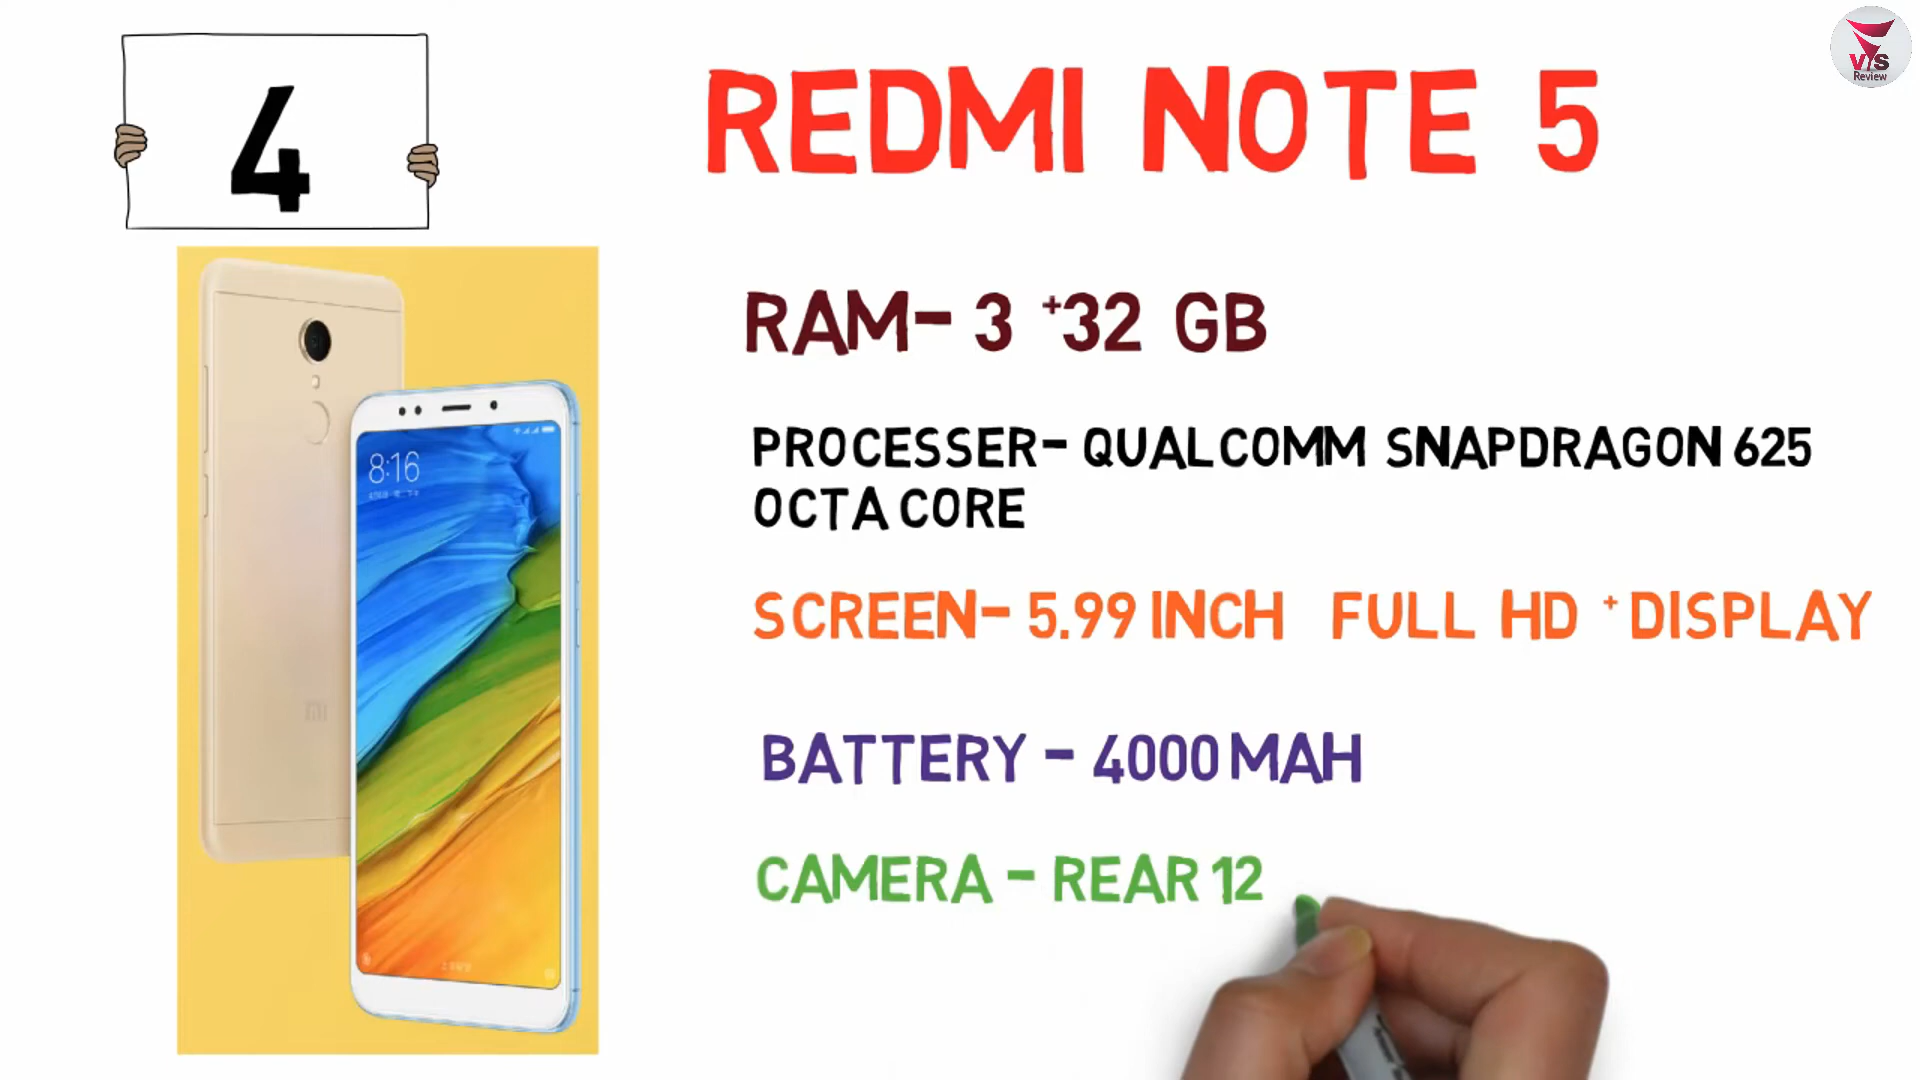 4
VS
Review
REDMI NOTE 5
RAM- 3 +32 GB
PROCESSER- QUALCOMM SNAPDRAGON 625
OCTA CORE
8:16
SCREEN- 5.99 INCH FULL HD +DISPLAY
MI
BATTERY - 4000 MAH
CAMERA - REAR 12